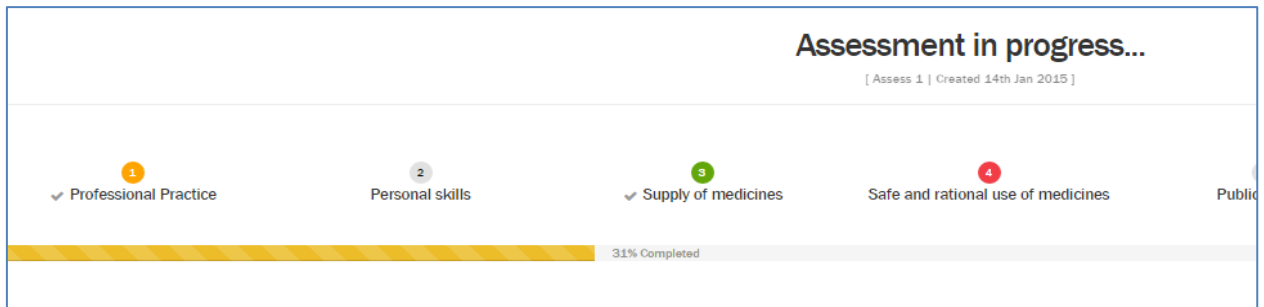 Assessment in progress...
[ Assess 1 | Created 14th Jan 2015 ]
1 2 3 4
Professional Practice Personal skills Supply of medicines Safe and rational use of medicines Public
31% Completed